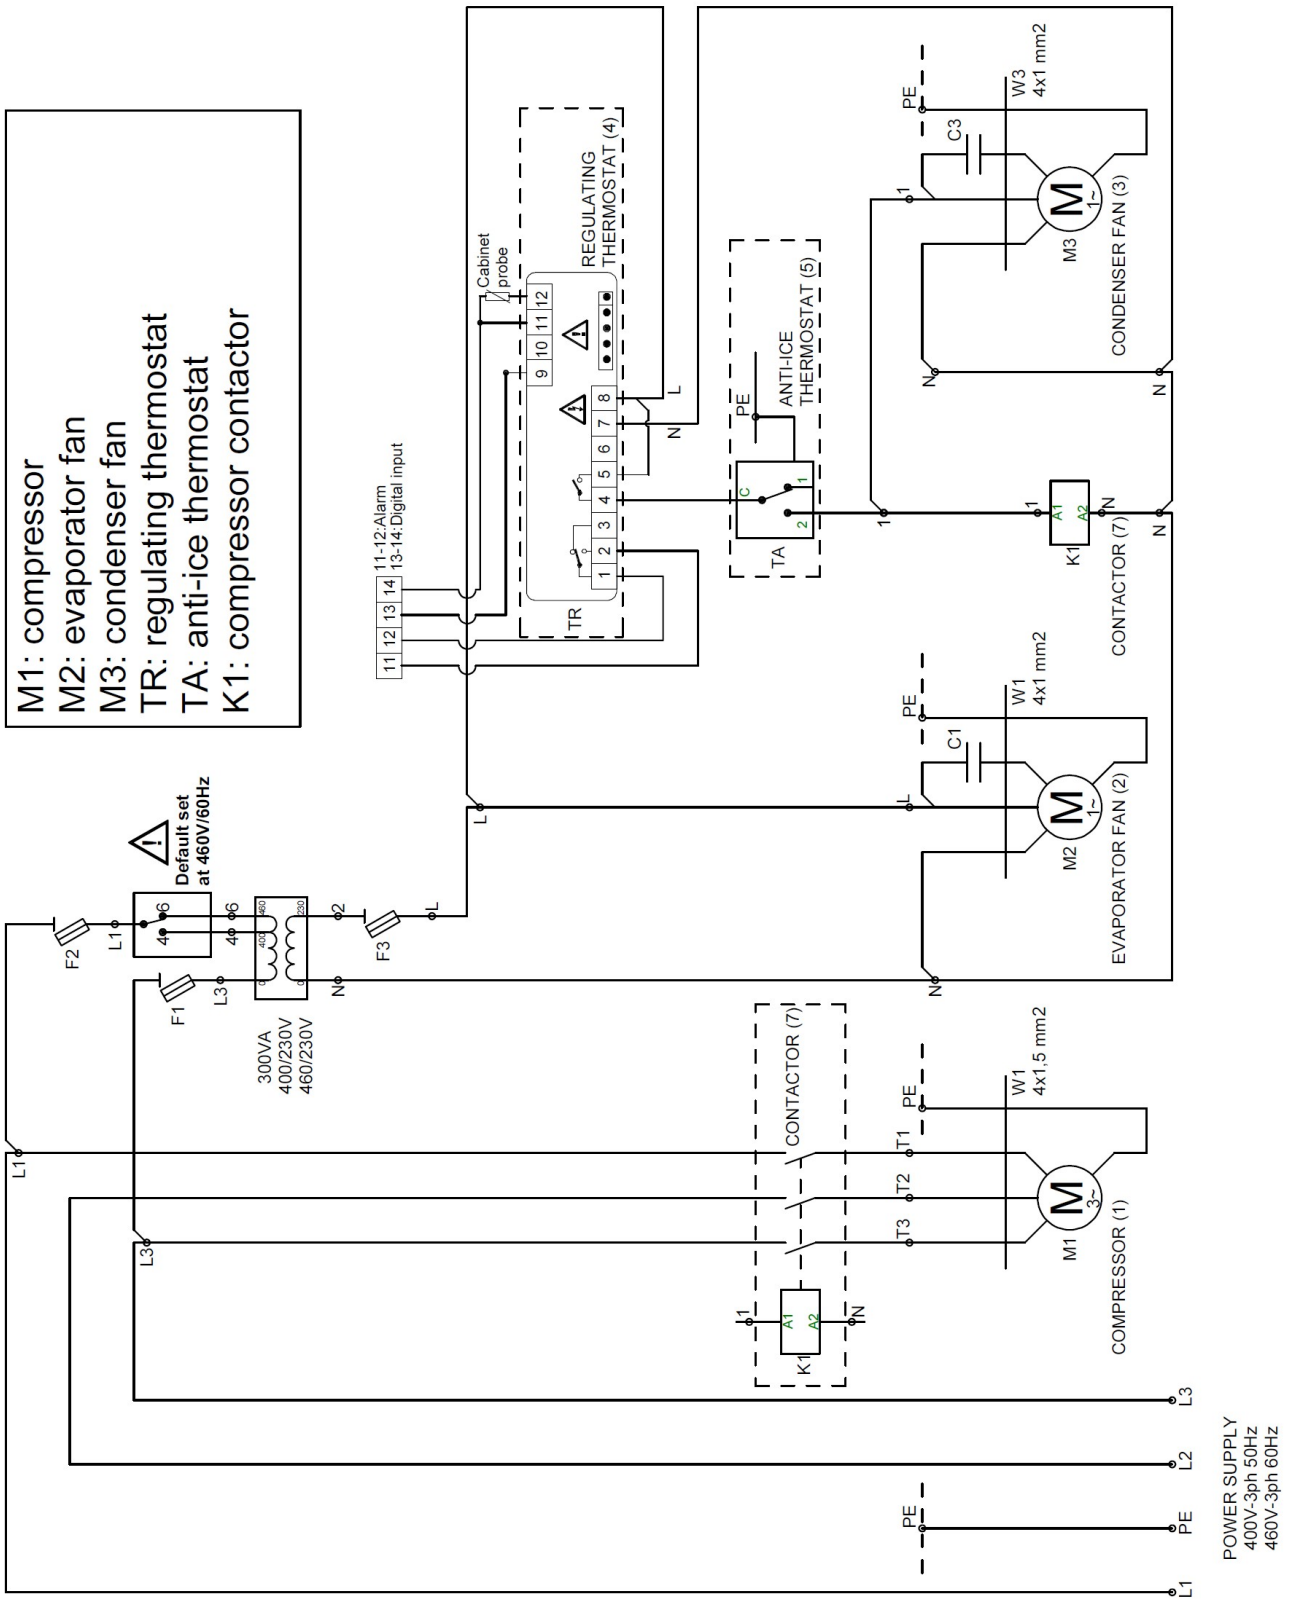 M1: compressor
M2: evaporator fan
M3: condenser fan
TR: regulating thermostat
TA: anti-ice thermostat
K1: compressor contactor
F2
L1
4
6
Default set
at 460V/60Hz
F1
L3
4
6
0
400
460
0
230
300VA
400/230V
460/230V
N
2
F3
L
L1
L3
L
11-12:Alarm
13-14:Digital input
11
12
13
14
Cabinet
probe
9
10
11
12
TR
1
2
3
4
5
6
7
8
REGULATING
THERMOSTAT (4)
N
L
TA
C
2
1
PE
ANTI-ICE
THERMOSTAT (5)
1
K1
A1
A2
CONTACTOR (7)
1
N
T3
T2
T1
PE
W1
4x1,5 mm2
M
3~
M1
COMPRESSOR (1)
N
L
C1
PE
W1
4x1 mm2
M
1~
M2
EVAPORATOR FAN (2)
1
K1
A1
A2
N
N
CONTACTOR (7)
N
N
1
C3
PE
W3
4x1 mm2
M
1~
M3
CONDENSER FAN (3)
PE
L1
PE
L2
L3
POWER SUPPLY
400V-3ph 50Hz
460V-3ph 60Hz